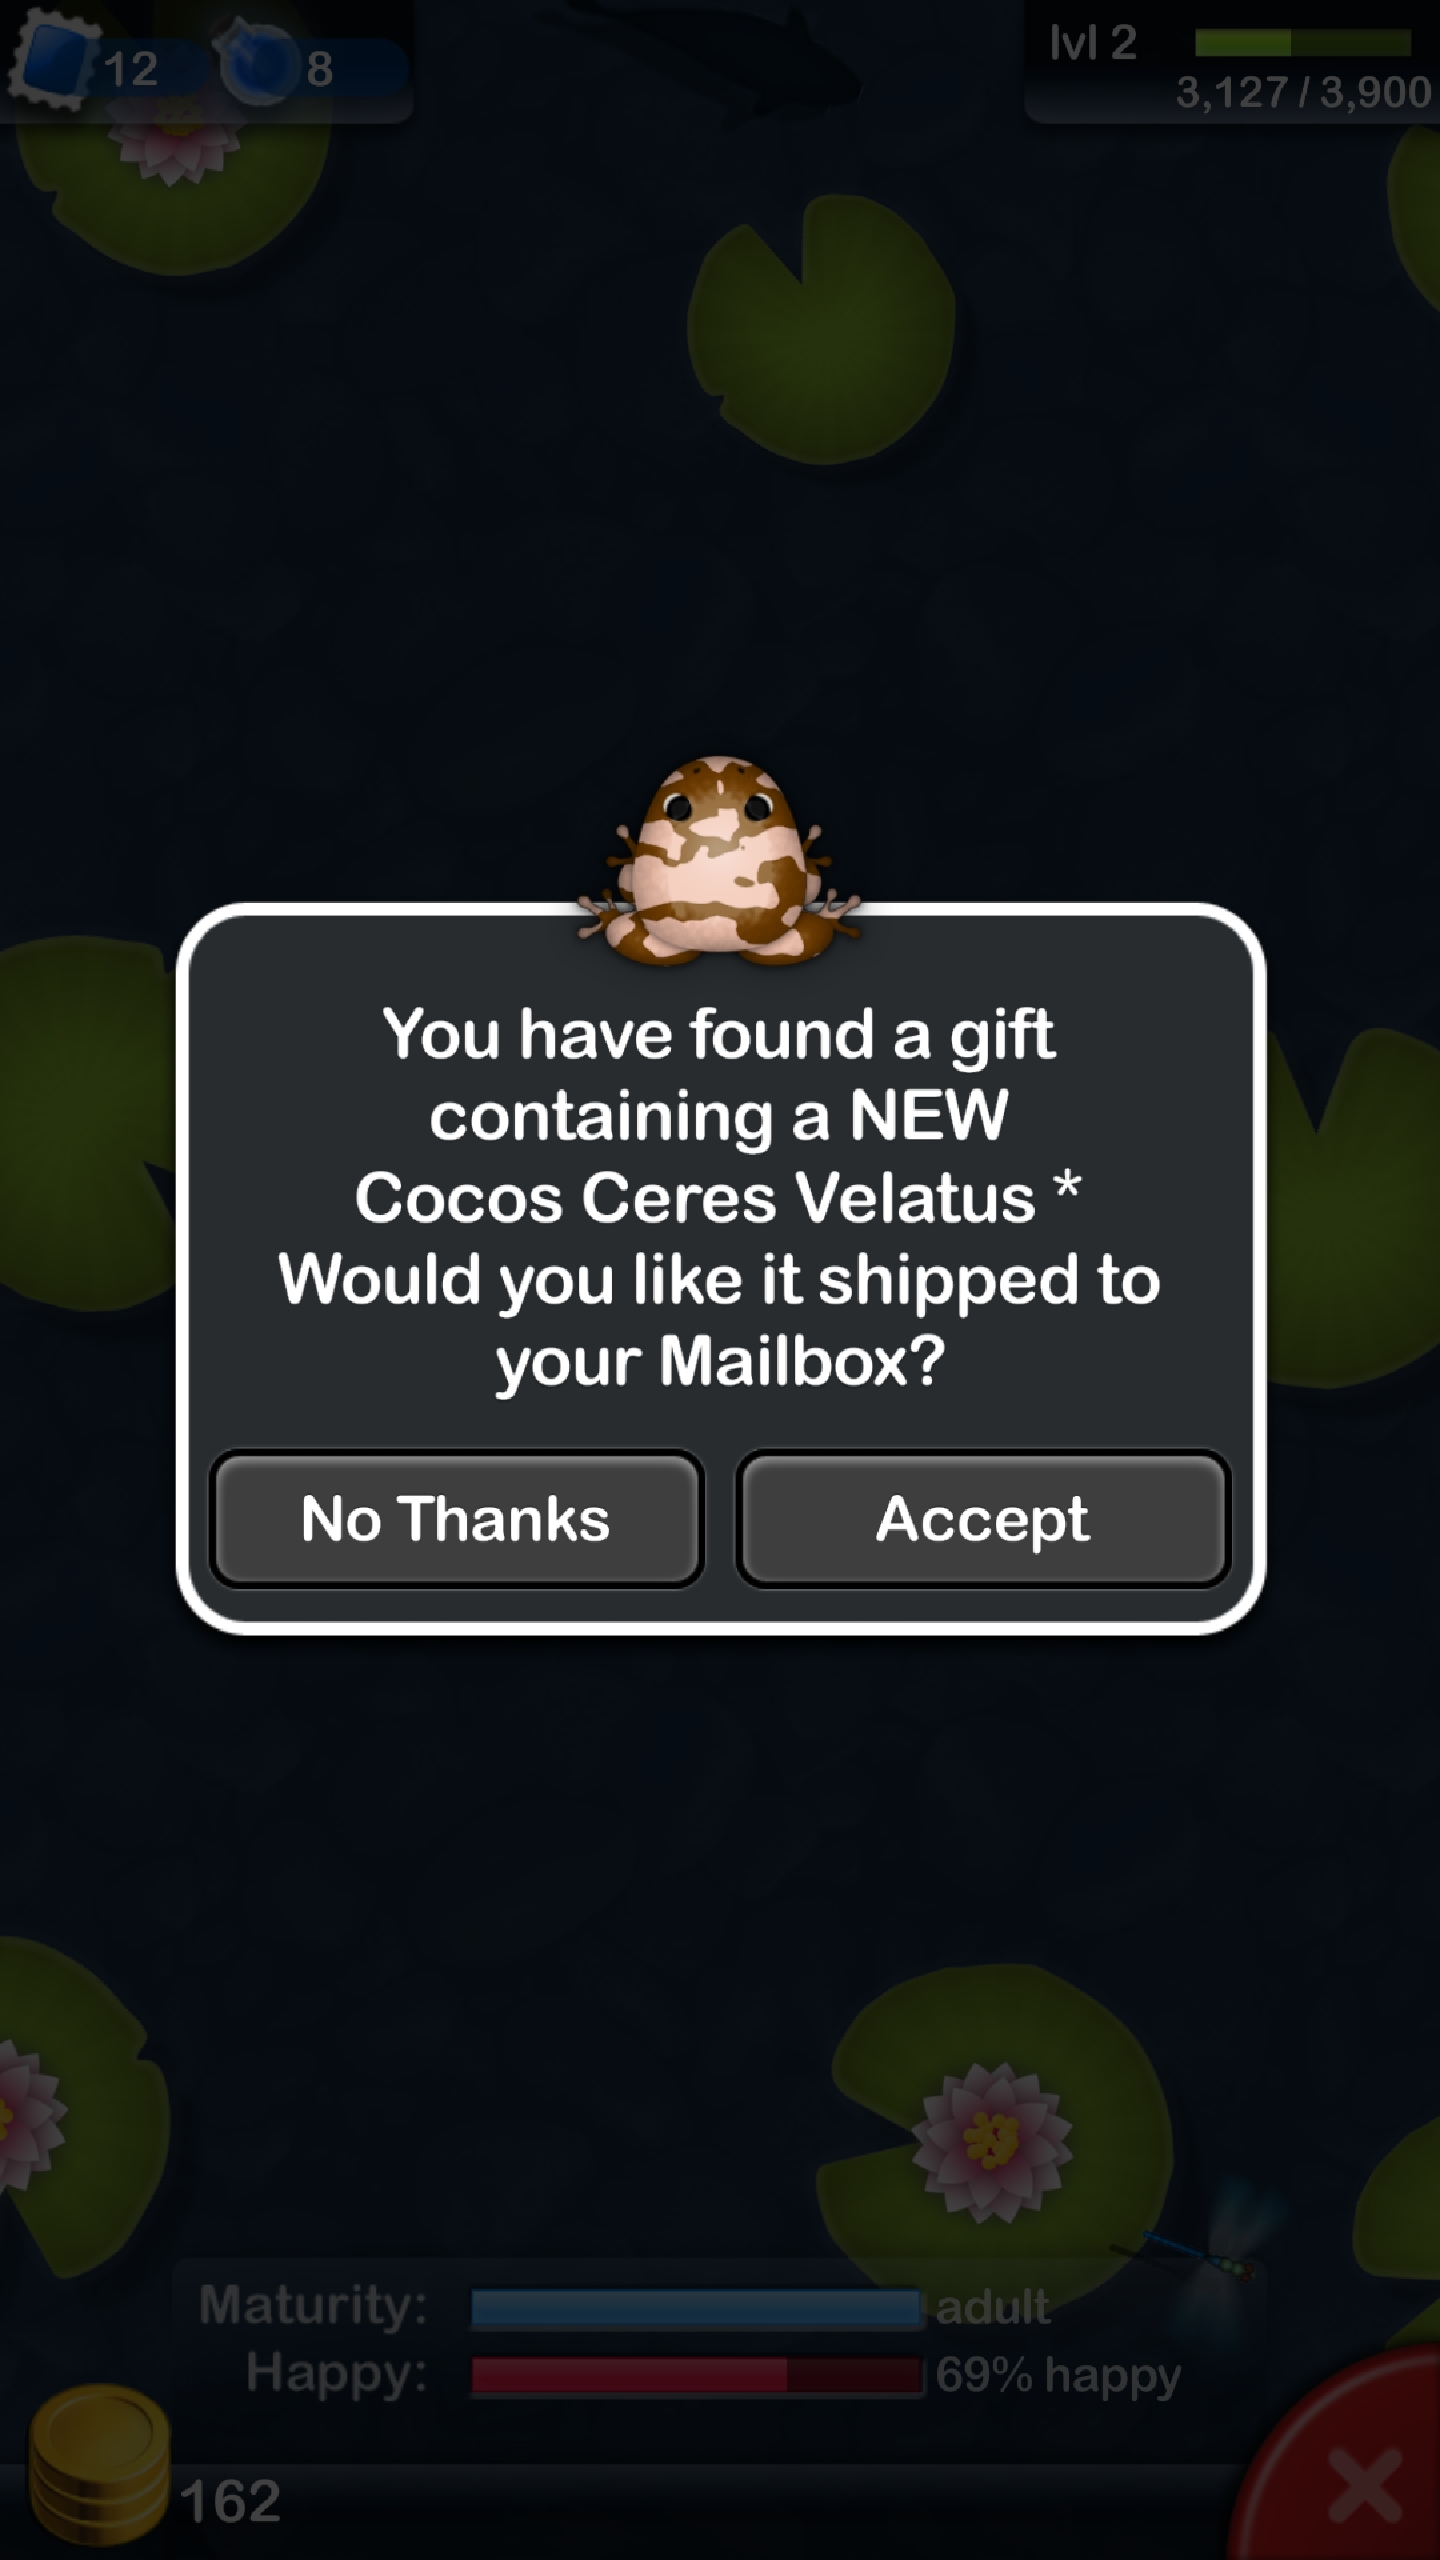 12
8
lvl 2
3,127 / 3,900
You have found a gift
containing a NEW
Cocos Ceres Velatus *
Would you like it shipped to
your Mailbox?
No Thanks
Accept
Maturity:
adult
Happy:
69% happy
162